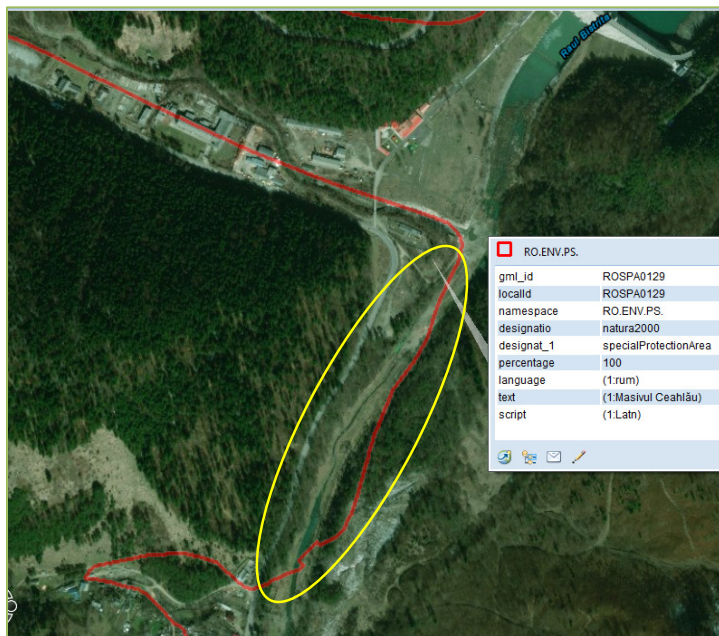 Raul Bistrita
RO.ENV.PS.
gml_id ROSPA0129
localId ROSPA0129
namespace RO.ENV.PS.
designatio natura2000
designat_1 specialProtectionArea
percentage 100
language (1:rum)
text (1:Masivul Ceahlău)
script (1:Latn)